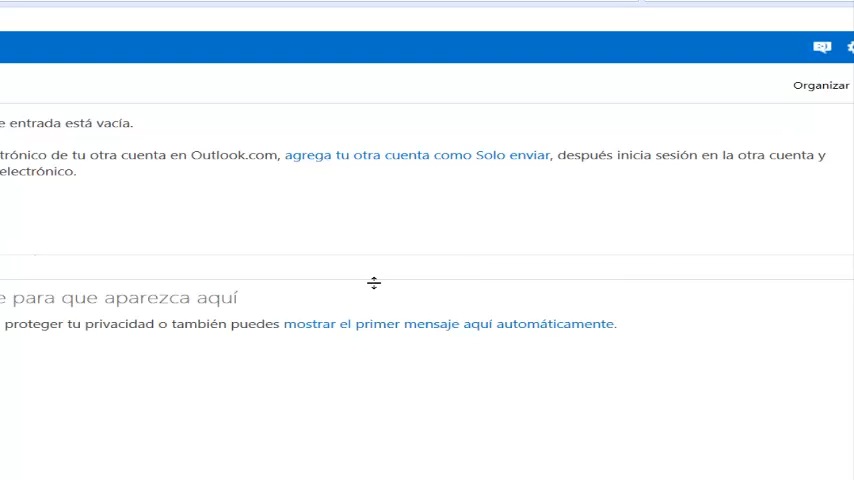 Organizar
e entrada está vacía.
trónico de tu otra cuenta en Outlook.com, agrega tu otra cuenta como Solo enviar, después inicia sesión en la otra cuenta y
electrónico.
e para que aparezca aquí
proteger tu privacidad o también puedes mostrar el primer mensaje aquí automáticamente.